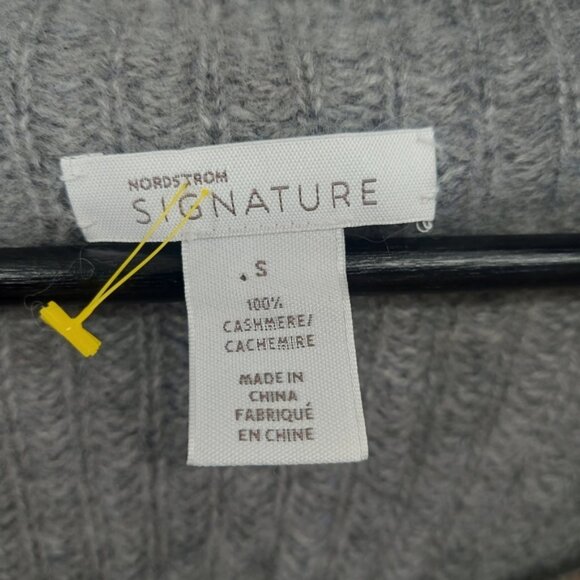 NORDSTROM
SIGNATURE
. S
100%
CASHMERE/
CACHEMIRE
MADE IN
CHINA
FABRIQUÉ
EN CHINE